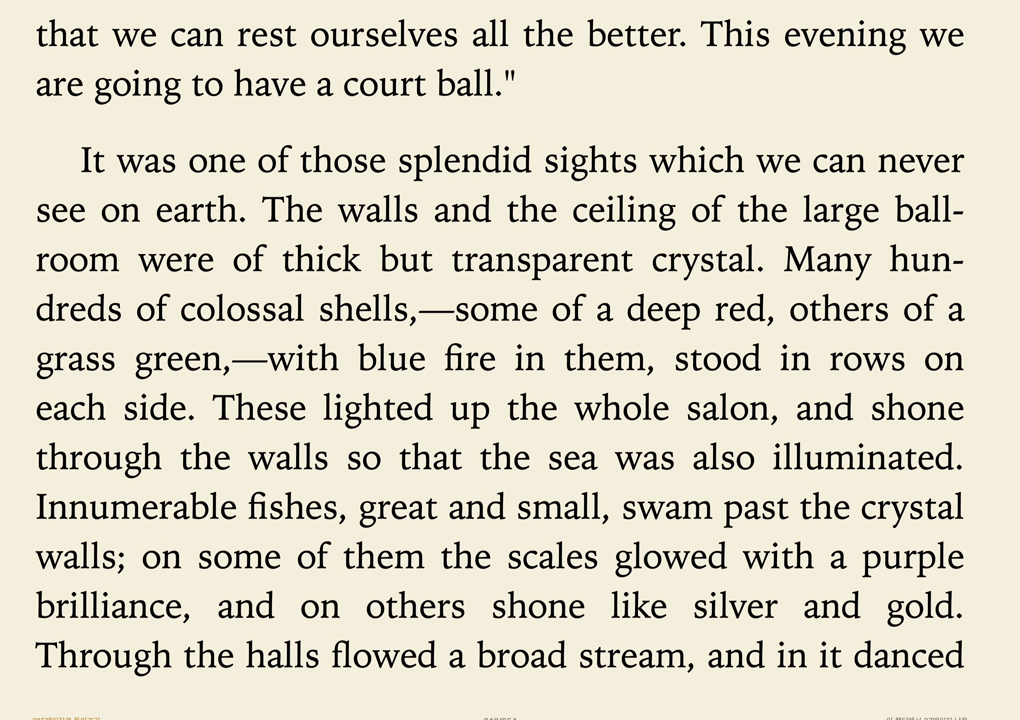 that we can rest ourselves all the better. This evening we
are going to have a court ball."
It was one of those splendid sights which we can never
see on earth. The walls and the ceiling of the large ball-
room were of thick but transparent crystal. Many hun-
dreds of colossal shells,—some of a deep red, others of a
grass green,—with blue fire in them, stood in rows on
each side. These lighted up the whole salon, and shone
through the walls so that the sea was also illuminated.
Innumerable fishes, great and small, swam past the crystal
walls; on some of them the scales glowed with a purple
brilliance, and on others shone like silver and gold.
Through the halls flowed a broad stream, and in it danced